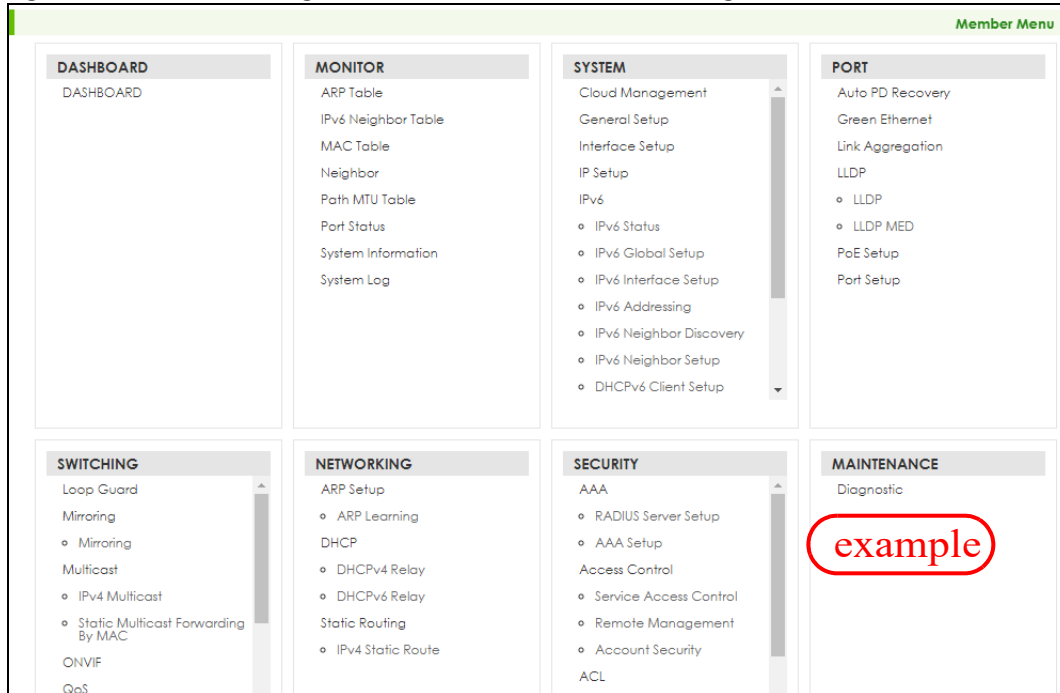 Member Menu
DASHBOARD
DASHBOARD
MONITOR
ARP Table
IPv6 Neighbor Table
MAC Table
Neighbor
Path MTU Table
Port Status
System Information
System Log
SYSTEM
Cloud Management
General Setup
Interface Setup
IP Setup
IPv6
IPv6 Status
IPv6 Global Setup
IPv6 Interface Setup
IPv6 Addressing
IPv6 Neighbor Discovery
IPv6 Neighbor Setup
DHCPv6 Client Setup
PORT
Auto PD Recovery
Green Ethernet
Link Aggregation
LLDP
LLDP
LLDP MED
PoE Setup
Port Setup
SWITCHING
Loop Guard
Mirroring
Mirroring
Multicast
IPv4 Multicast
Static Multicast Forwarding
By MAC
ONVIF
QoS
NETWORKING
ARP Setup
ARP Learning
DHCP
DHCPv4 Relay
DHCPv6 Relay
Static Routing
IPv4 Static Route
SECURITY
AAA
RADIUS Server Setup
AAA Setup
Access Control
Service Access Control
Remote Management
Account Security
ACL
MAINTENANCE
Diagnostic
example